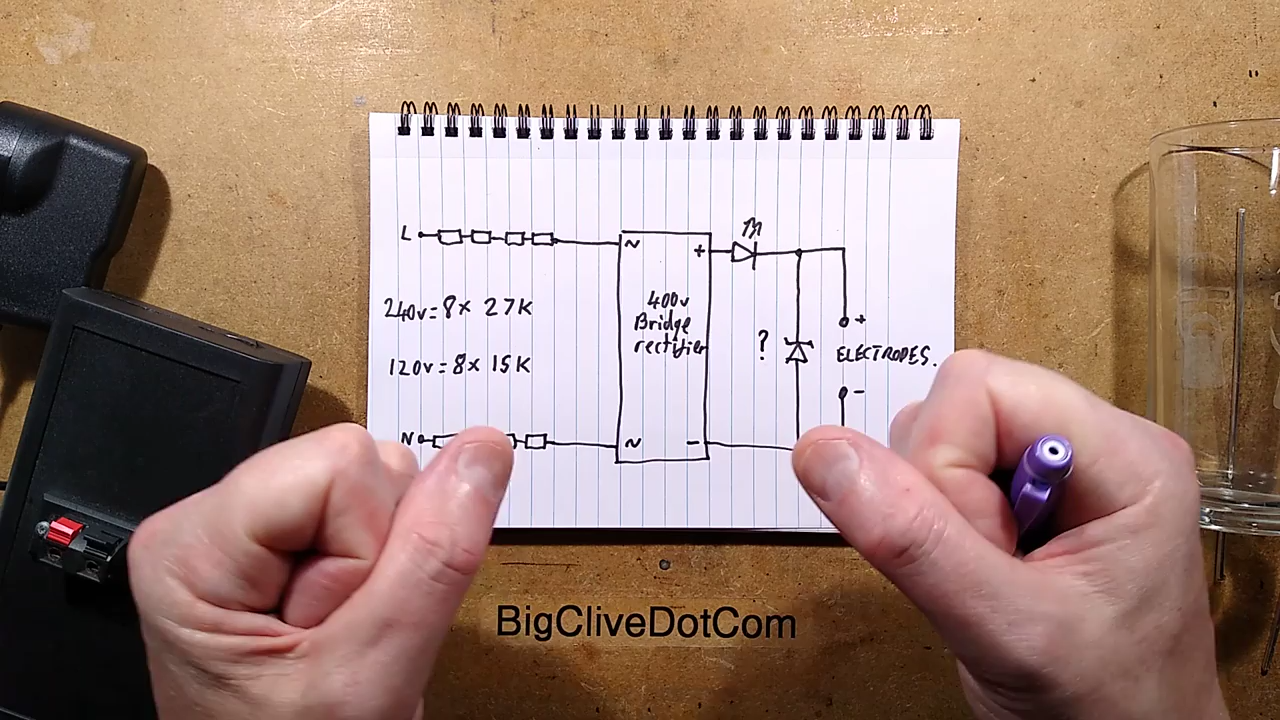 L
~
+
240v = 8 x 27K
400v
Bridge
rectifier
?
+
ELECTRODES.
120v = 8 x 15K
-
N
~
-
BigCliveDotCom